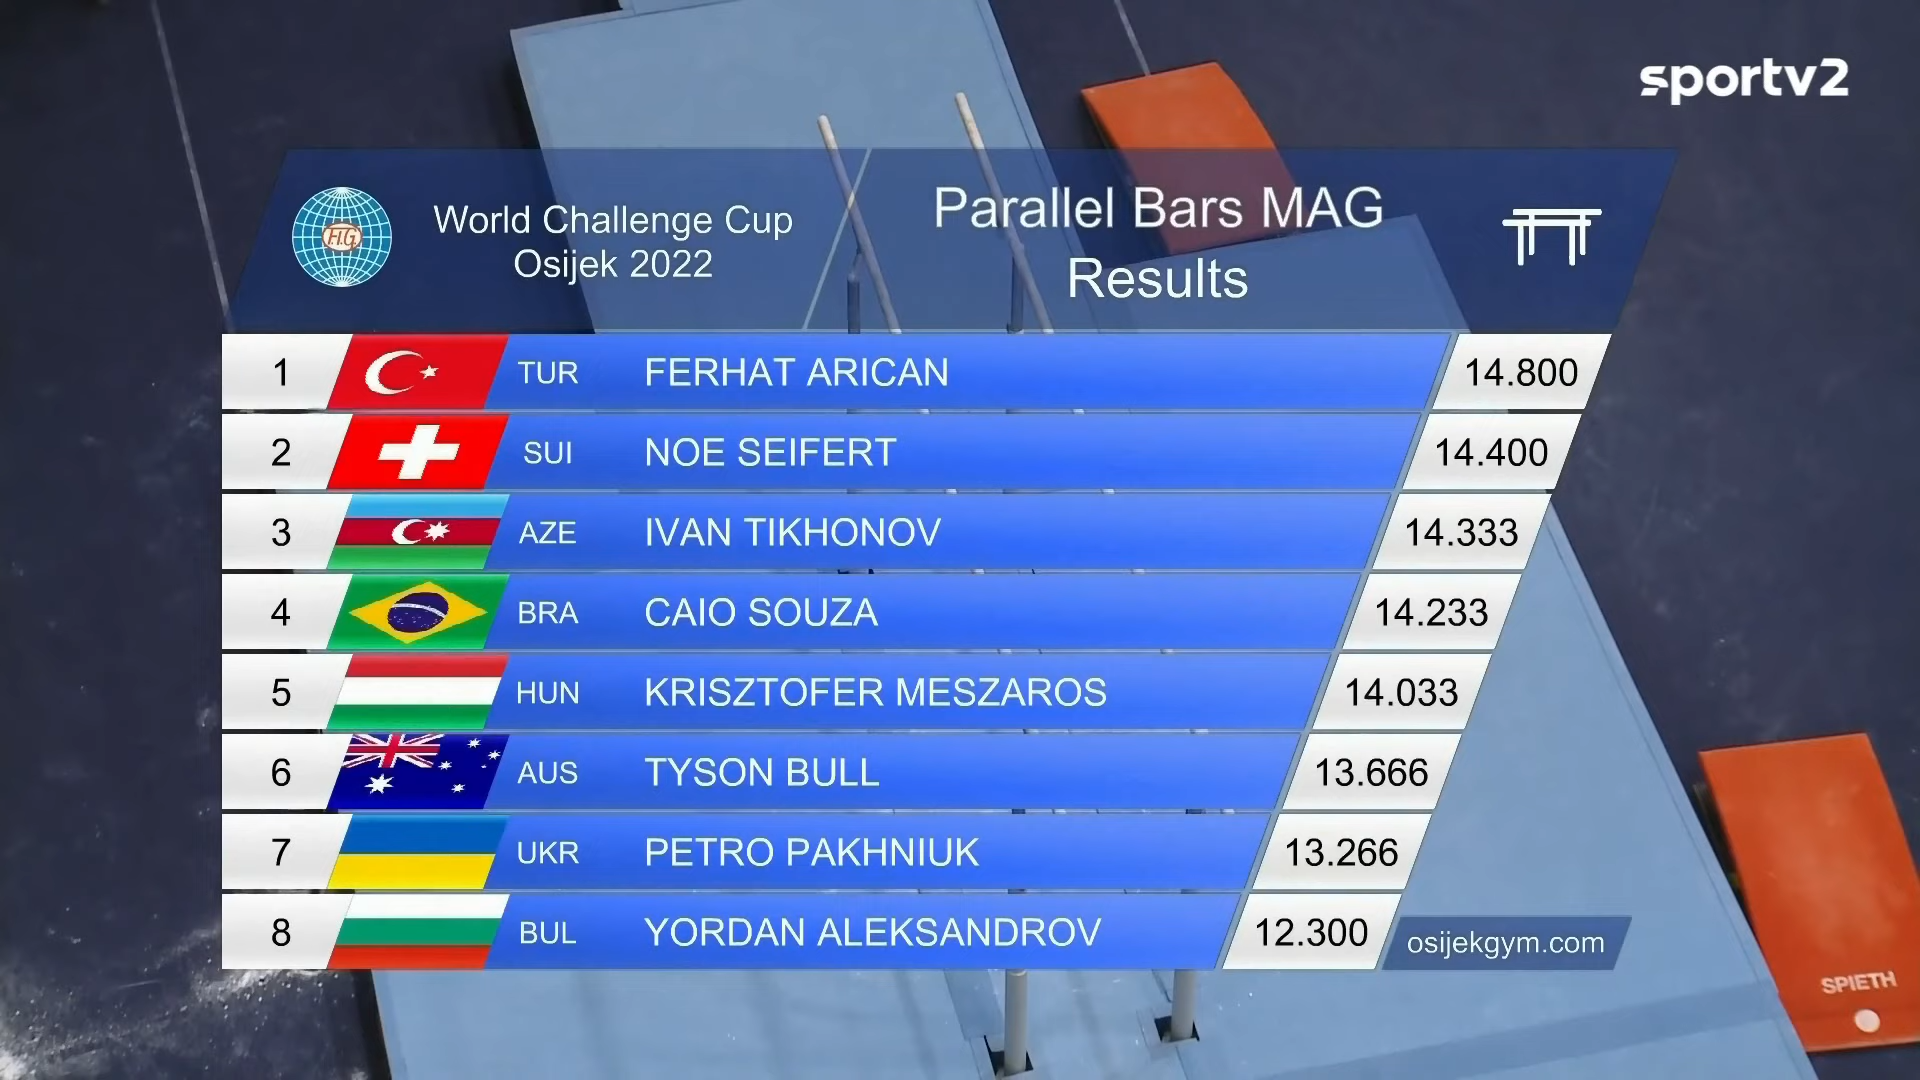 sportv2
F.I.G
World Challenge Cup
Osijek 2022
Parallel Bars MAG
Results
1 TUR FERHAT ARICAN 14.800
2 SUI NOE SEIFERT 14.400
3 AZE IVAN TIKHONOV 14.333
4 BRA CAIO SOUZA 14.233
5 HUN KRISZTOFER MESZAROS 14.033
6 AUS TYSON BULL 13.666
7 UKR PETRO PAKHNIUK 13.266
8 BUL YORDAN ALEKSANDROV 12.300
osijekgym.com
SPIETH